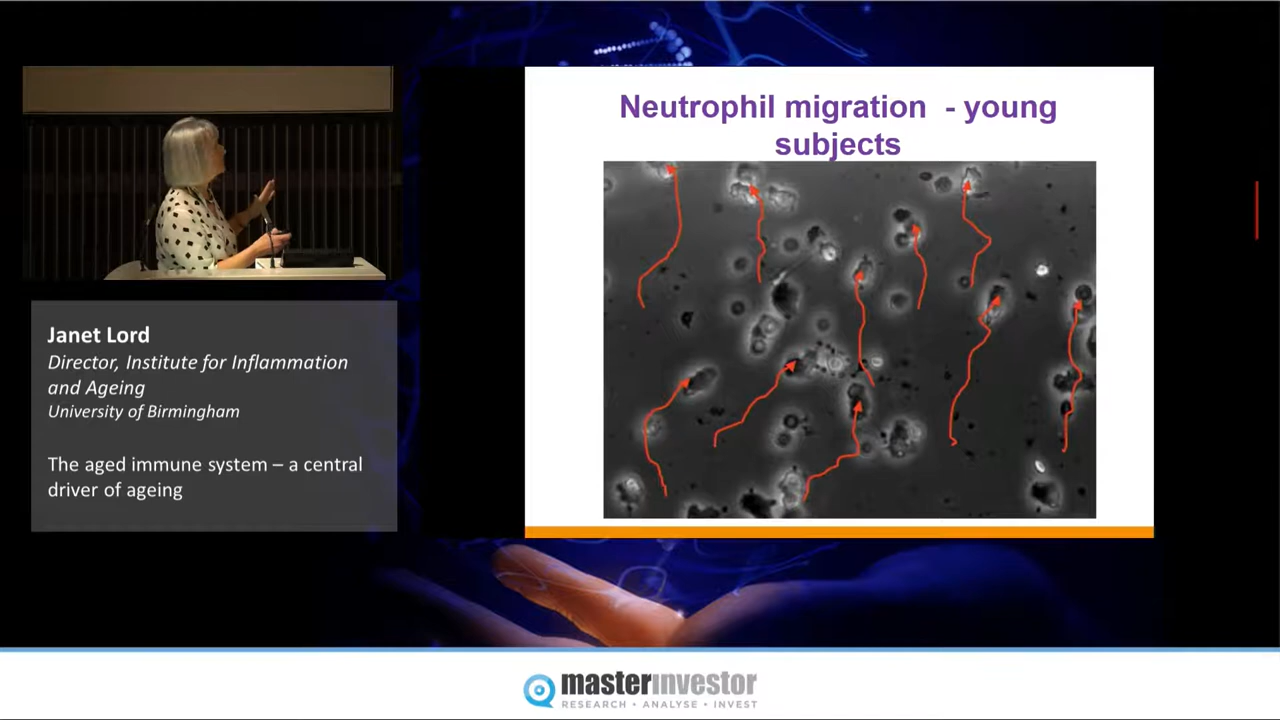 Neutrophil migration - young
subjects
Janet Lord
Director, Institute for Inflammation
and Ageing
University of Birmingham
The aged immune system – a central
driver of ageing
masterinvestor
RESEARCH • ANALYSE • INVEST